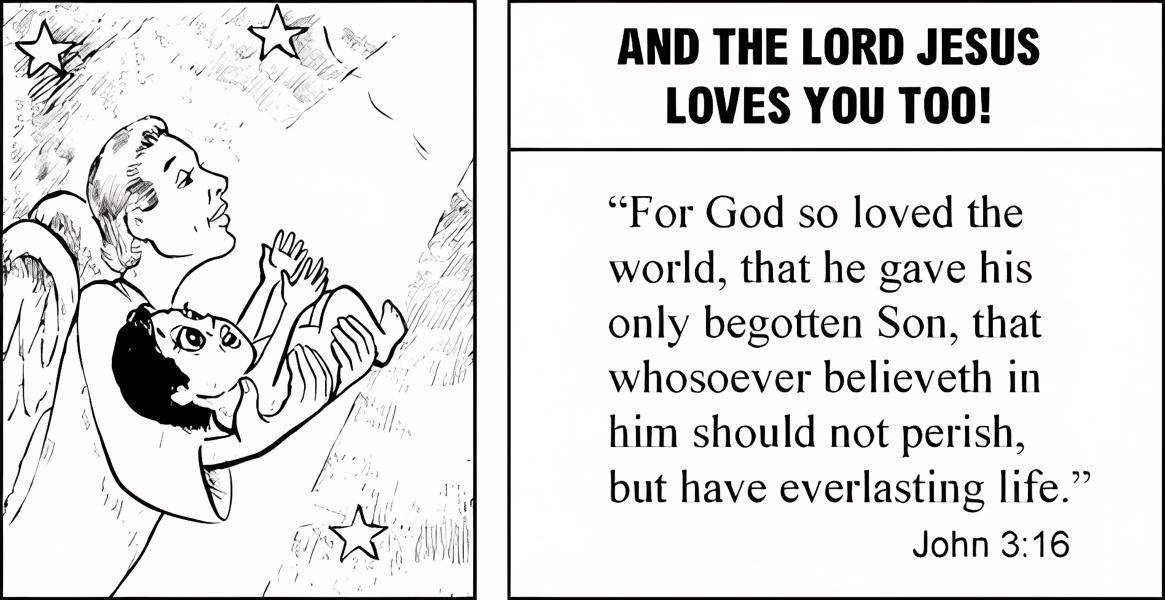 AND THE LORD JESUS
LOVES YOU TOO!
“For God so loved the
world, that he gave his
only begotten Son, that
whosoever believeth in
him should not perish,
but have everlasting life.”
John 3:16